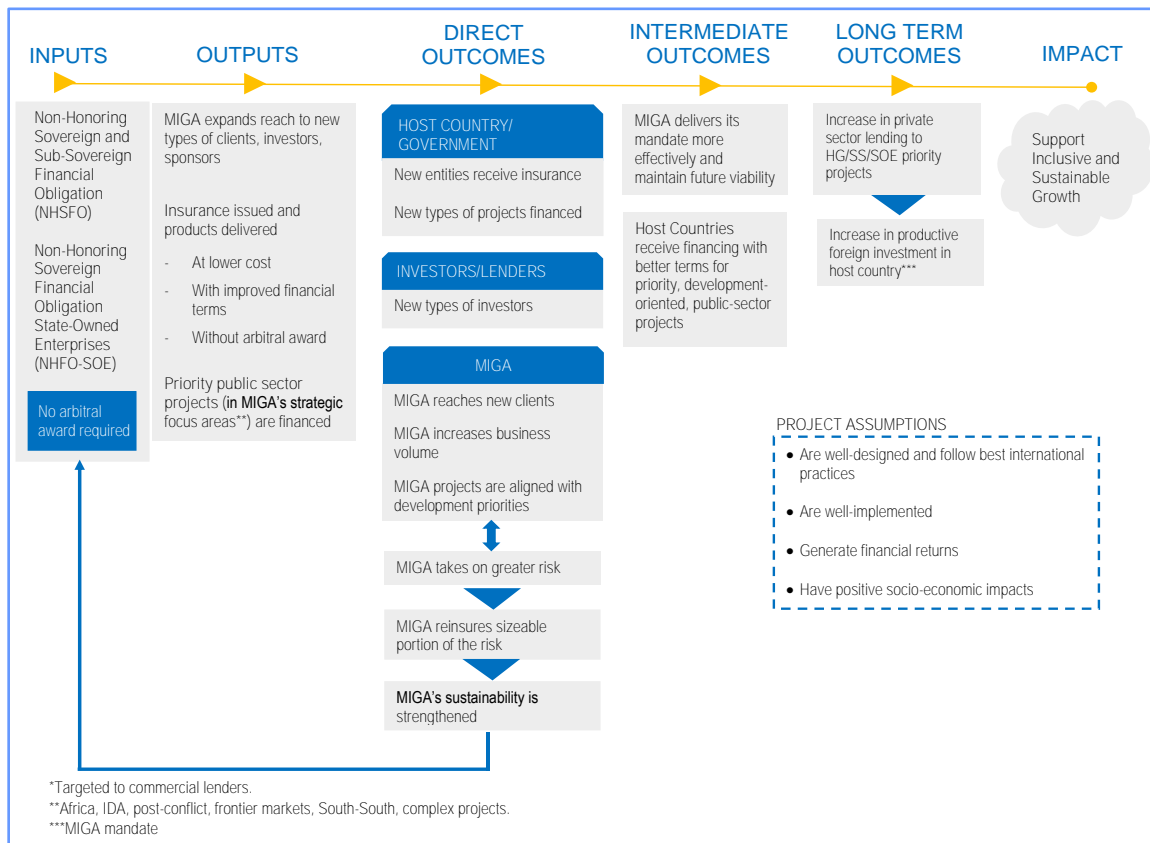 INPUTS
OUTPUTS
DIRECT
OUTCOMES
INTERMEDIATE
OUTCOMES
LONG TERM
OUTCOMES
IMPACT
Non-Honoring
Sovereign and
Sub-Sovereign
Financial
Obligation
(NHSFO)
Non-Honoring
Sovereign
Financial
Obligation
State-Owned
Enterprises
(NHFO-SOE)
No arbitral
award required
MIGA expands reach to new
types of clients, investors,
sponsors
Insurance issued and
products delivered
- At lower cost
- With improved financial
terms
- Without arbitral award
Priority public sector
projects (in MIGA's strategic
focus areas**) are financed
HOST COUNTRY/
GOVERNMENT
New entities receive insurance
New types of projects financed
INVESTORS/LENDERS
New types of investors
MIGA
MIGA reaches new clients
MIGA increases business
volume
MIGA projects are aligned with
development priorities
MIGA takes on greater risk
MIGA reinsures sizeable
portion of the risk
MIGA's sustainability is
strengthened
MIGA delivers its
mandate more
effectively and
maintain future viability
Host Countries
receive financing with
better terms for
priority, development-
oriented, public-sector
projects
Increase in private
sector lending to
HG/SS/SOE priority
projects
Increase in productive
foreign investment in
host country***
Support
Inclusive and
Sustainable
Growth
PROJECT ASSUMPTIONS
• Are well-designed and follow best international
practices
• Are well-implemented
• Generate financial returns
• Have positive socio-economic impacts
*Targeted to commercial lenders.
**Africa, IDA, post-conflict, frontier markets, South-South, complex projects.
***MIGA mandate